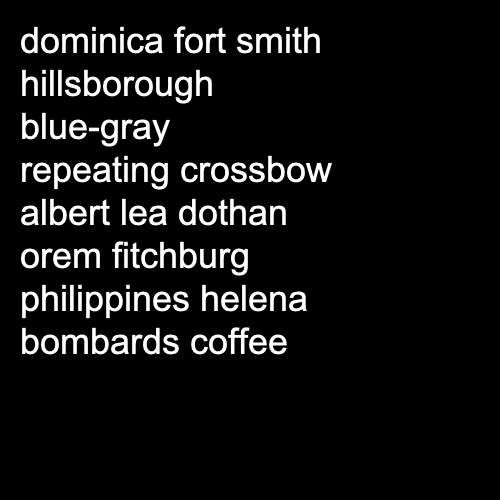 dominica fort smith
hillsborough
blue-gray
repeating crossbow
albert lea dothan
orem fitchburg
philippines helena
bombards coffee